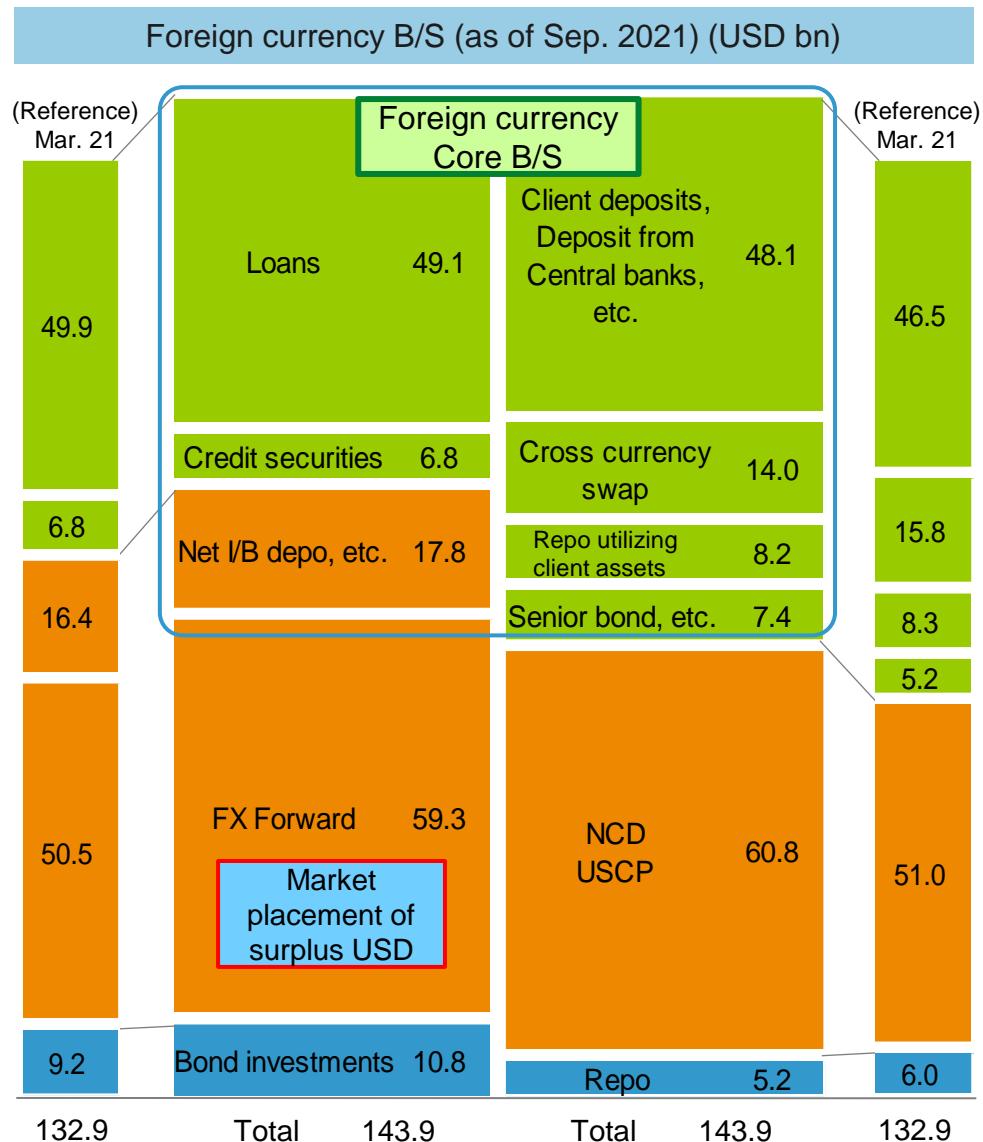 Foreign currency B/S (as of Sep. 2021) (USD bn)
(Reference)
Mar. 21
49.9
6.8
16.4
50.5
9.2
132.9
Foreign currency
Core B/S
Loans 49.1
Credit securities 6.8
Net I/B depo, etc. 17.8
FX Forward 59.3
Market
placement of
surplus USD
Bond investments 10.8
Total 143.9
Client deposits,
Deposit from
Central banks,
etc.
48.1
Cross currency
swap
14.0
Repo utilizing
client assets
8.2
Senior bond, etc. 7.4
NCD
USCP
60.8
Repo 5.2
Total 143.9
(Reference)
Mar. 21
46.5
15.8
8.3
5.2
51.0
6.0
132.9